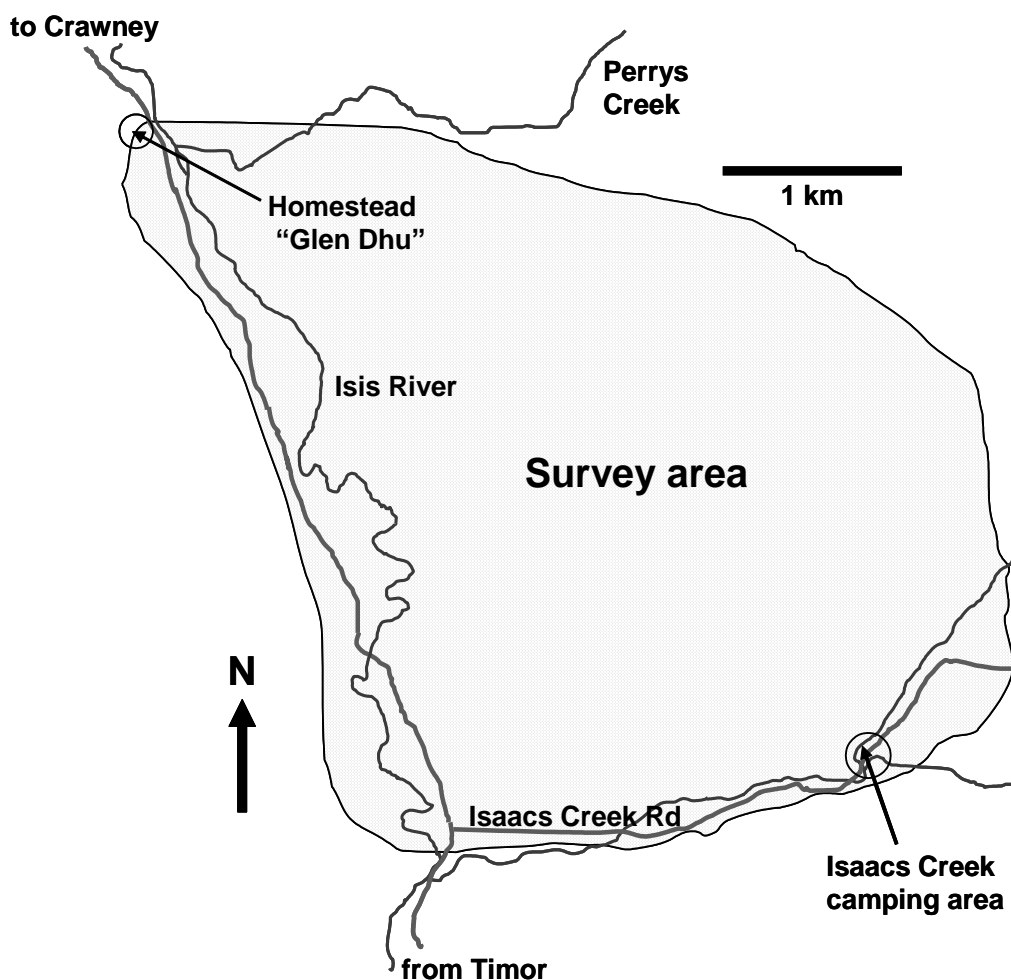 to Crawney
Perrys
Creek
1 km
Homestead
“Glen Dhu”
Isis River
Survey area
N
Isaacs Creek Rd
Isaacs Creek
camping area
from Timor